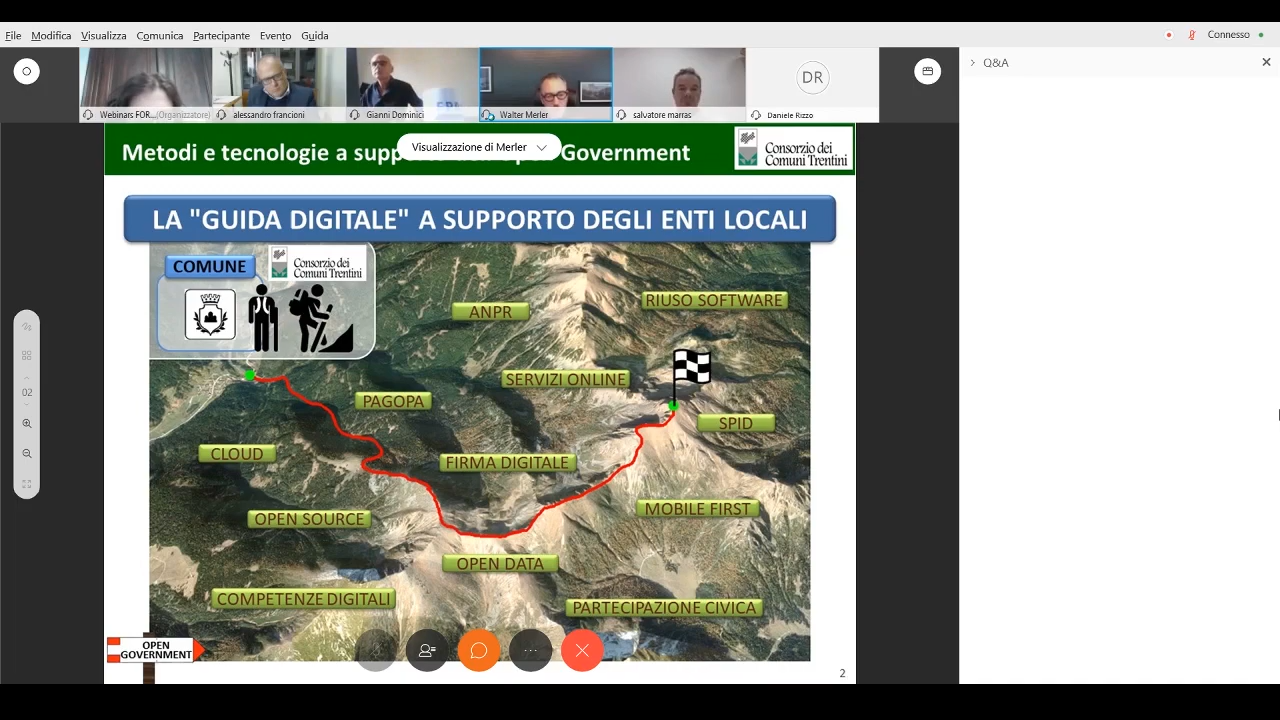 File Modifica Visualizza Comunica Partecipante Evento Guida
Connesso
Q&A
Webinars FOR... (Organizzatore)
alessandro francioni
Gianni Dominici
Walter Merler
salvatore marras
DR
Daniele Rizzo
Visualizzazione di Merler
Metodi e tecnologie a Government
Consorzio dei
Comuni Trentini
LA "GUIDA DIGITALE" A SUPPORTO DEGLI ENTI LOCALI
COMUNE
Consorzio dei
Comuni Trentini
ANPR
RIUSO SOFTWARE
SERVIZI ONLINE
PAGOPA
SPID
CLOUD
FIRMA DIGITALE
MOBILE FIRST
OPEN SOURCE
OPEN DATA
COMPETENZE DIGITALI
PARTECIPAZIONE CIVICA
OPEN
GOVERNMENT
02
2